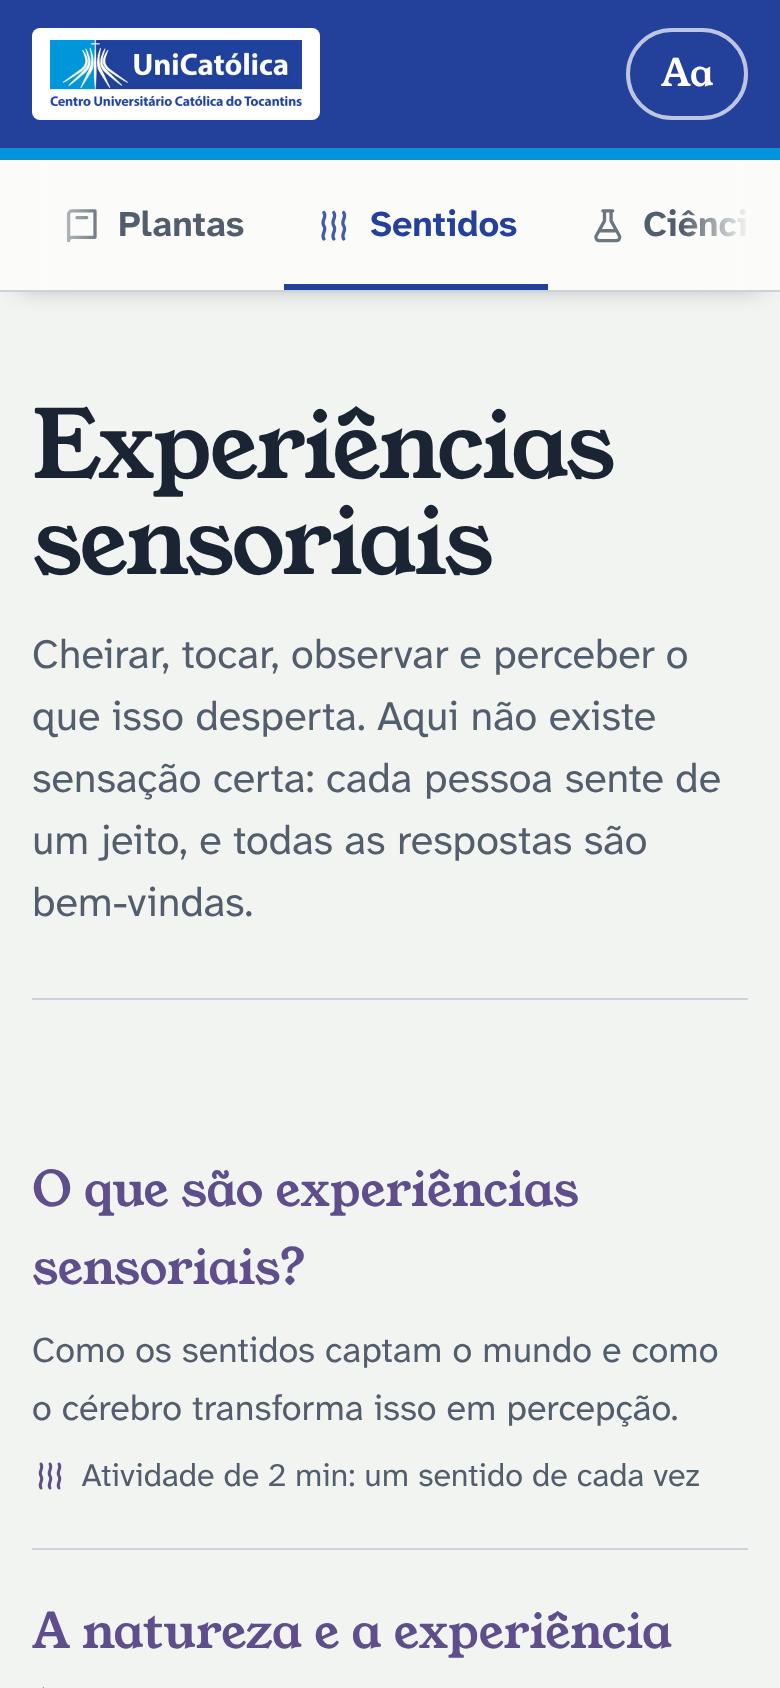 UniCatólica
Centro Universitário Católica do Tocantins
Aa
Plantas
Sentidos
Ciênci
Experiências
sensoriais
Cheirar, tocar, observar e perceber o
que isso desperta. Aqui não existe
sensação certa: cada pessoa sente de
um jeito, e todas as respostas são
bem-vindas.
O que são experiências
sensoriais?
Como os sentidos captam o mundo e como
o cérebro transforma isso em percepção.
Atividade de 2 min: um sentido de cada vez
A natureza e a experiência